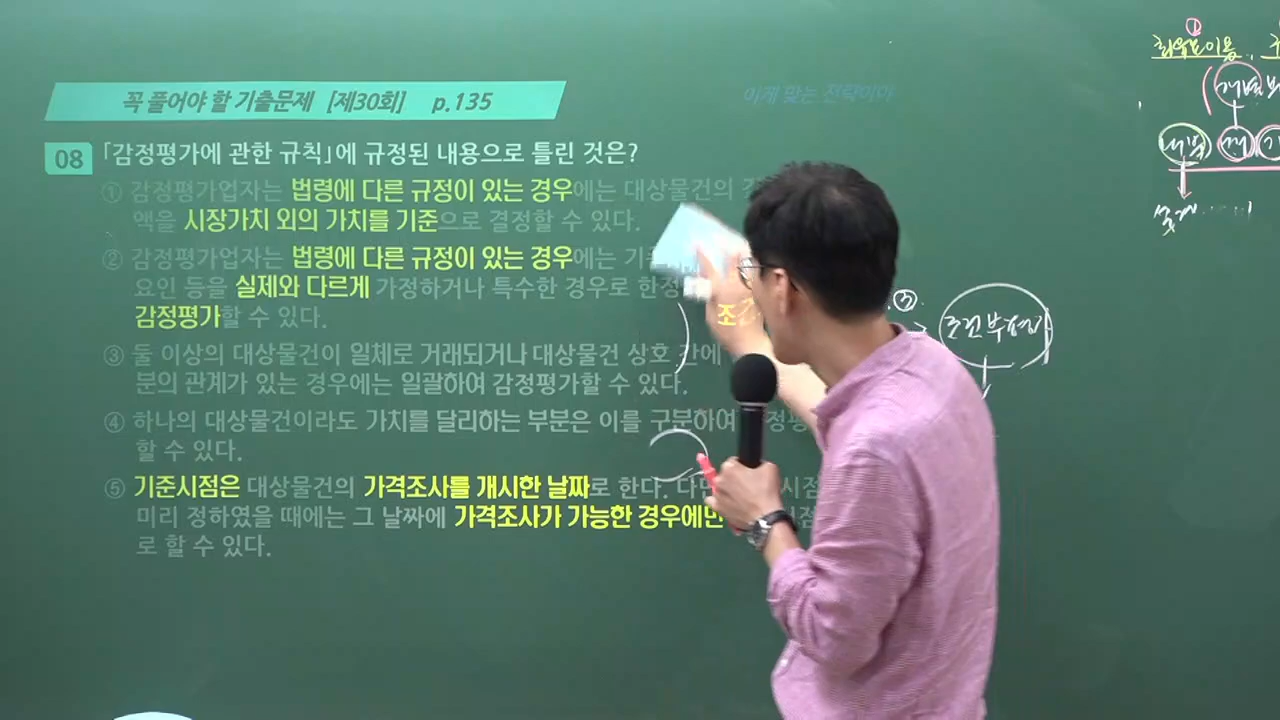 꼭 풀어야 할 기출문제 [제30회] p.135
이게 맞는 전략이야
08 「감정평가에 관한 규칙」에 규정된 내용으로 틀린 것은?
① 감정평가업자는 법령에 다른 규정이 있는 경우에는 대상물건의
액을 시장가치 외의 가치를 기준으로 결정할 수 있다.
② 감정평가업자는 법령에 다른 규정이 있는 경우에는
요인 등을 실제와 다르게 가정하거나 특수한 경우로 한정
조
감정평가할 수 있다.
③ 둘 이상의 대상물건이 일체로 거래되거나 대상물건 상호 간에
분의 관계가 있는 경우에는 일괄하여 감정평가할 수 있다.
④ 하나의 대상물건이라도 가치를 달리하는 부분은 이를 구분하여
할 수 있다.
⑤ 기준시점은 대상물건의 가격조사를 개시한 날짜로 한다.
미리 정하였을 때에는 그 날짜에 가격조사가 가능한 경우에만
로 할 수 있다.
조건부평가
①